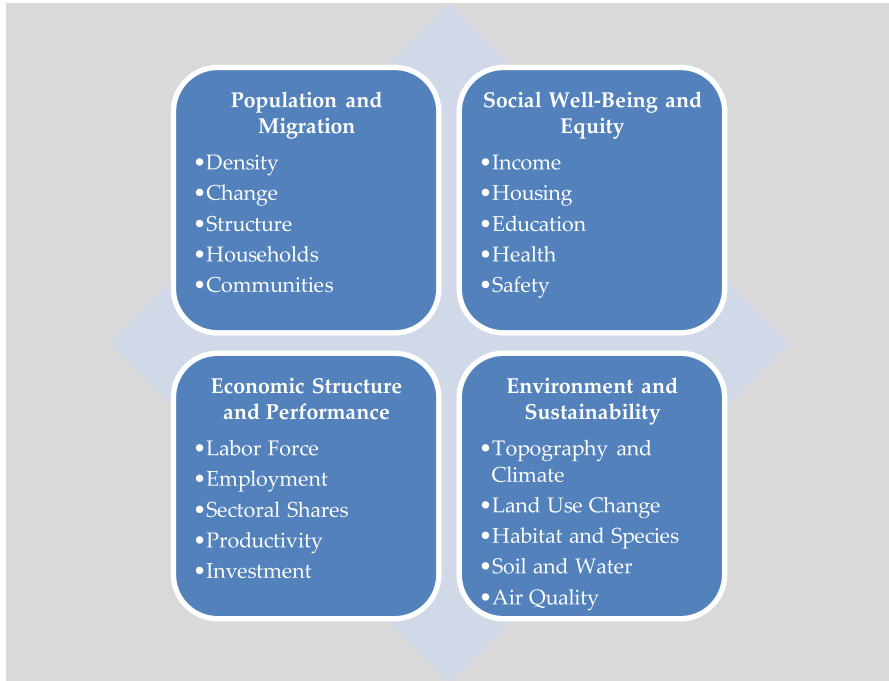 Population and
Migration
•Density
•Change
•Structure
•Households
•Communities
Social Well-Being and
Equity
•Income
•Housing
•Education
•Health
•Safety
Economic Structure
and Performance
•Labor Force
•Employment
•Sectoral Shares
•Productivity
•Investment
Environment and
Sustainability
•Topography and
Climate
•Land Use Change
•Habitat and Species
•Soil and Water
•Air Quality